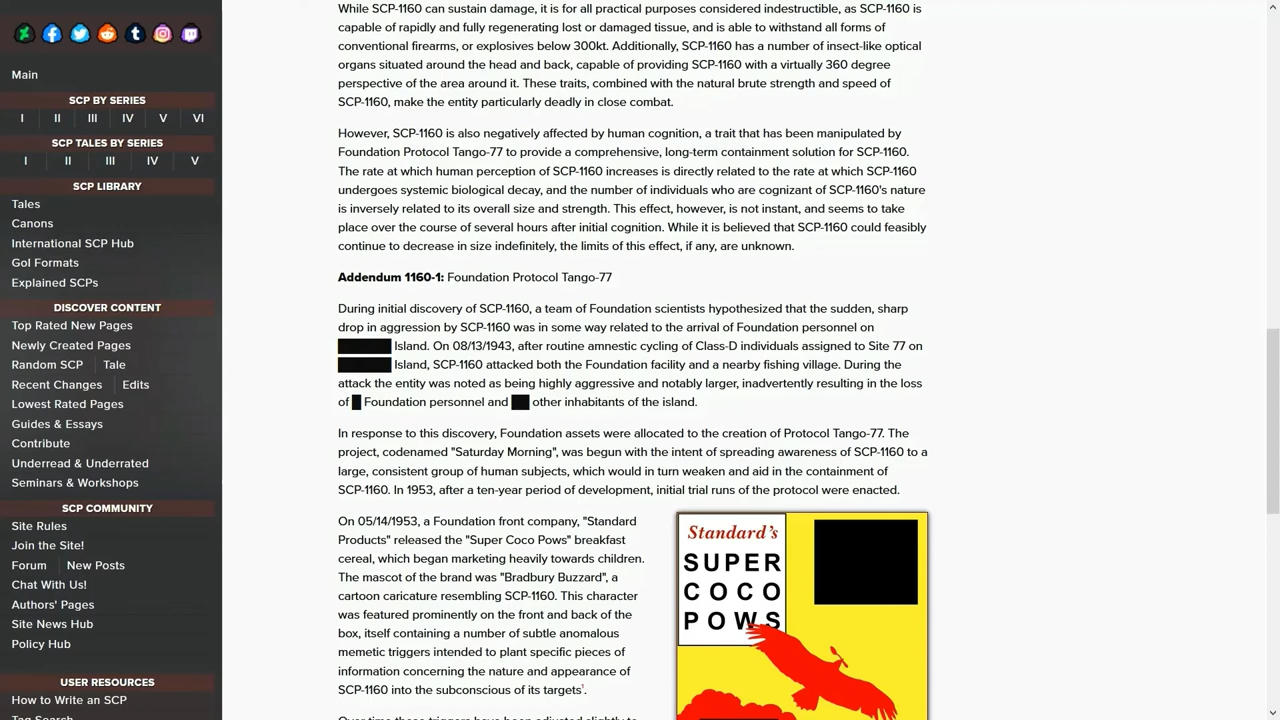 Main
SCP BY SERIES
I II III IV V VI
SCP TALES BY SERIES
I II III IV V
SCP LIBRARY
Tales
Canons
International SCP Hub
GoI Formats
Explained SCPs
DISCOVER CONTENT
Top Rated New Pages
Newly Created Pages
Random SCP Tale
Recent Changes Edits
Lowest Rated Pages
Guides & Essays
Contribute
Underread & Underrated
Seminars & Workshops
SCP COMMUNITY
Site Rules
Join the Site!
Forum New Posts
Chat With Us!
Authors' Pages
Site News Hub
Policy Hub
USER RESOURCES
How to Write an SCP
Tag Search
While SCP-1160 can sustain damage, it is for all practical purposes considered indestructible, as SCP-1160 is
capable of rapidly and fully regenerating lost or damaged tissue, and is able to withstand all forms of
conventional firearms, or explosives below 300kt. Additionally, SCP-1160 has a number of insect-like optical
organs situated around the head and back, capable of providing SCP-1160 with a virtually 360 degree
perspective of the area around it. These traits, combined with the natural brute strength and speed of
SCP-1160, make the entity particularly deadly in close combat.
However, SCP-1160 is also negatively affected by human cognition, a trait that has been manipulated by
Foundation Protocol Tango-77 to provide a comprehensive, long-term containment solution for SCP-1160.
The rate at which human perception of SCP-1160 increases is directly related to the rate at which SCP-1160
undergoes systemic biological decay, and the number of individuals who are cognizant of SCP-1160's nature
is inversely related to its overall size and strength. This effect, however, is not instant, and seems to take
place over the course of several hours after initial cognition. While it is believed that SCP-1160 could feasibly
continue to decrease in size indefinitely, the limits of this effect, if any, are unknown.
Addendum 1160-1: Foundation Protocol Tango-77
During initial discovery of SCP-1160, a team of Foundation scientists hypothesized that the sudden, sharp
drop in aggression by SCP-1160 was in some way related to the arrival of Foundation personnel on
Island. On 08/13/1943, after routine amnestic cycling of Class-D individuals assigned to Site 77 on
Island, SCP-1160 attacked both the Foundation facility and a nearby fishing village. During the
attack the entity was noted as being highly aggressive and notably larger, inadvertently resulting in the loss
of Foundation personnel and other inhabitants of the island.
In response to this discovery, Foundation assets were allocated to the creation of Protocol Tango-77. The
project, codenamed "Saturday Morning", was begun with the intent of spreading awareness of SCP-1160 to a
large, consistent group of human subjects, which would in turn weaken and aid in the containment of
SCP-1160. In 1953, after a ten-year period of development, initial trial runs of the protocol were enacted.
On 05/14/1953, a Foundation front company, "Standard
Products" released the "Super Coco Pows" breakfast
cereal, which began marketing heavily towards children.
The mascot of the brand was "Bradbury Buzzard", a
cartoon caricature resembling SCP-1160. This character
was featured prominently on the front and back of the
box, itself containing a number of subtle anomalous
memetic triggers intended to plant specific pieces of
information concerning the nature and appearance of
SCP-1160 into the subconscious of its targets¹.
Over time these triggers have been adjusted slightly to
Standard's
SUPER
COCO
POWS